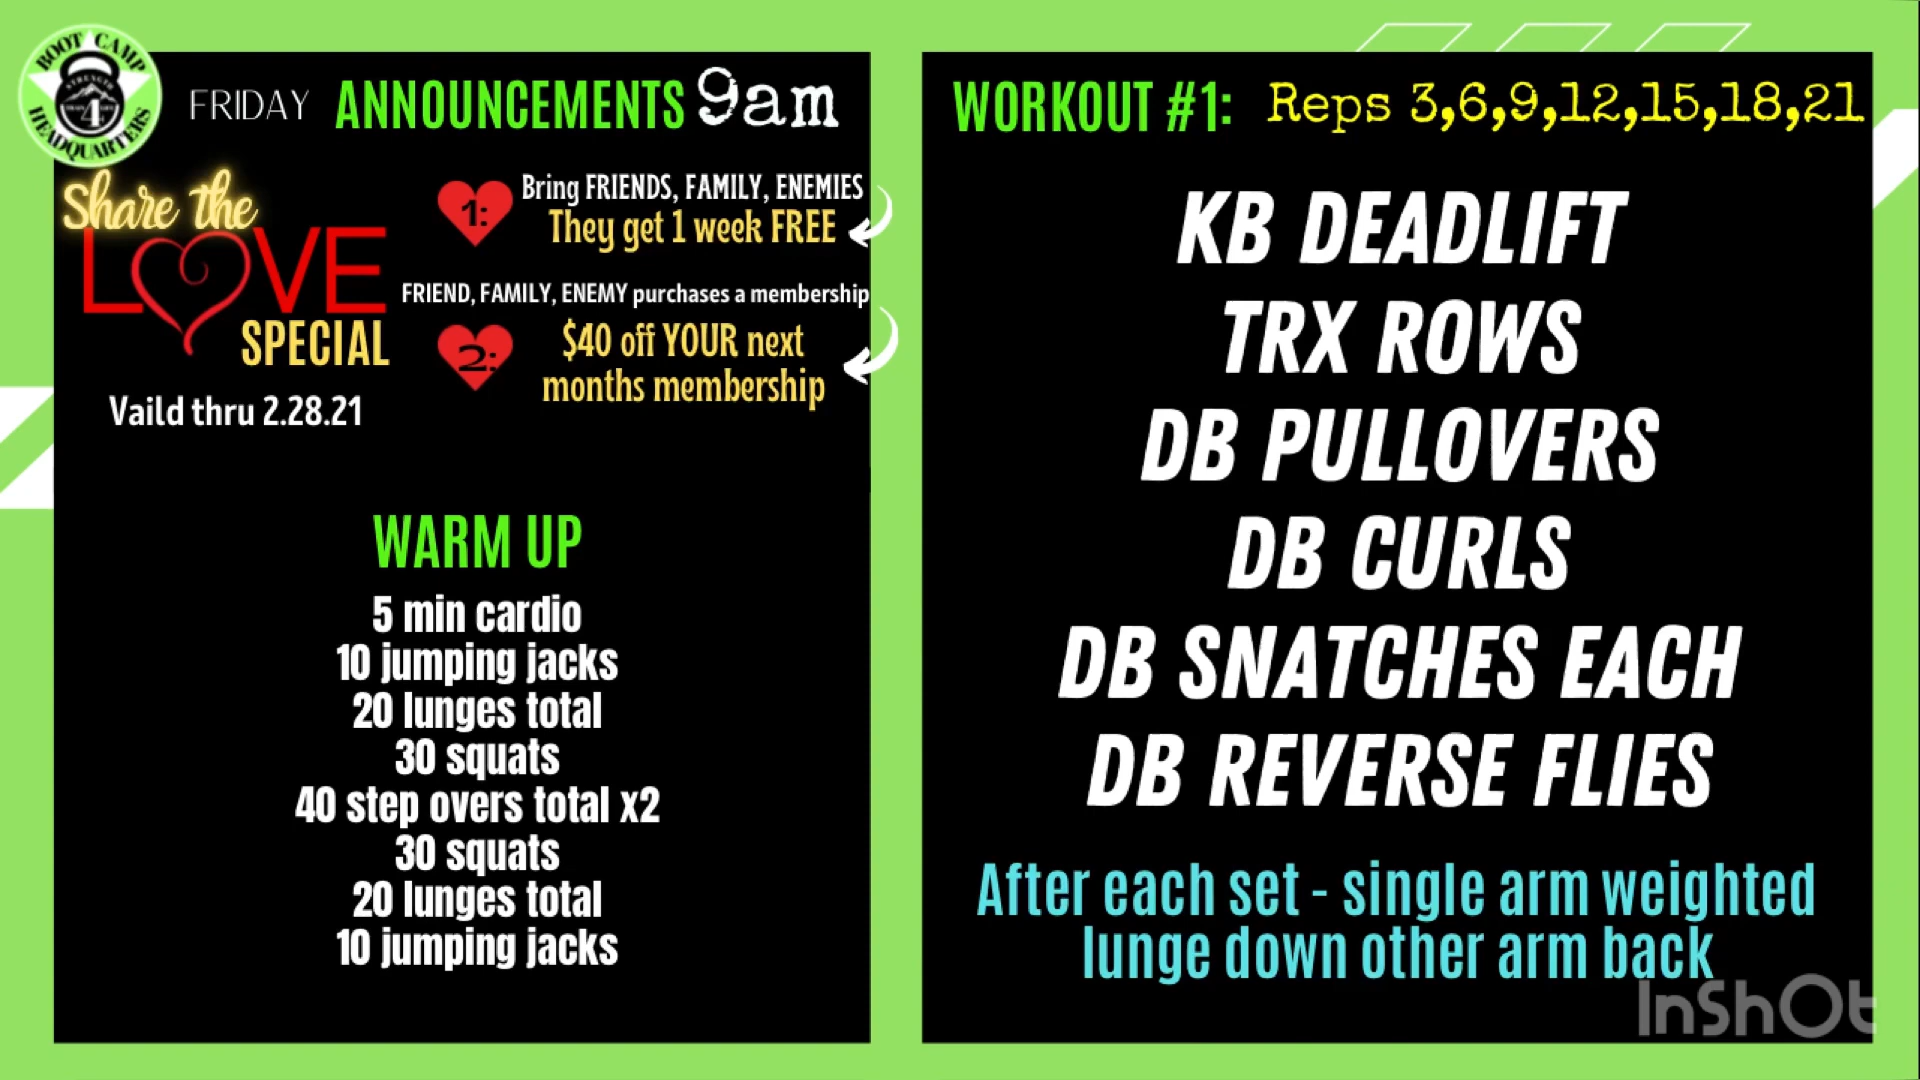 BOOT CAMP
STRENGTH
4
HEADQUARTERS
FRIDAY ANNOUNCEMENTS 9am
Share the
LOVE
SPECIAL
Vaild thru 2.28.21
1:
Bring FRIENDS, FAMILY, ENEMIES
They get 1 week FREE
FRIEND, FAMILY, ENEMY purchases a membership
2:
$40 off YOUR next
months membership
WARM UP
5 min cardio
10 jumping jacks
20 lunges total
30 squats
40 step overs total x2
30 squats
20 lunges total
10 jumping jacks
WORKOUT #1: Reps 3,6,9,12,15,18,21
KB DEADLIFT
TRX ROWS
DB PULLOVERS
DB CURLS
DB SNATCHES EACH
DB REVERSE FLIES
After each set - single arm weighted
lunge down other arm back
InShOt